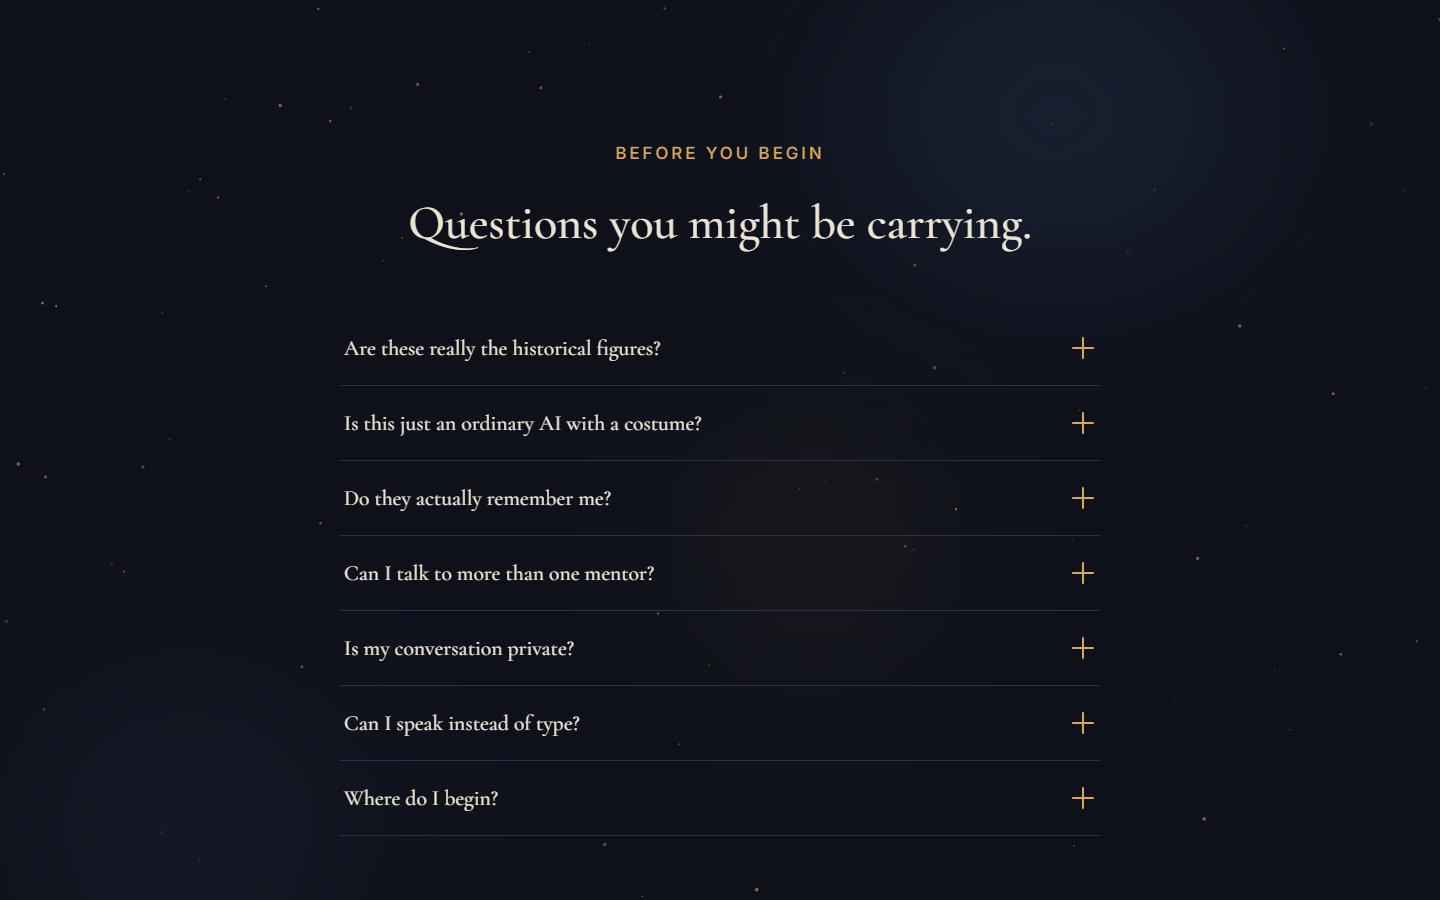 BEFORE YOU BEGIN
Questions you might be carrying.
Are these really the historical figures?
Is this just an ordinary AI with a costume?
Do they actually remember me?
Can I talk to more than one mentor?
Is my conversation private?
Can I speak instead of type?
Where do I begin?